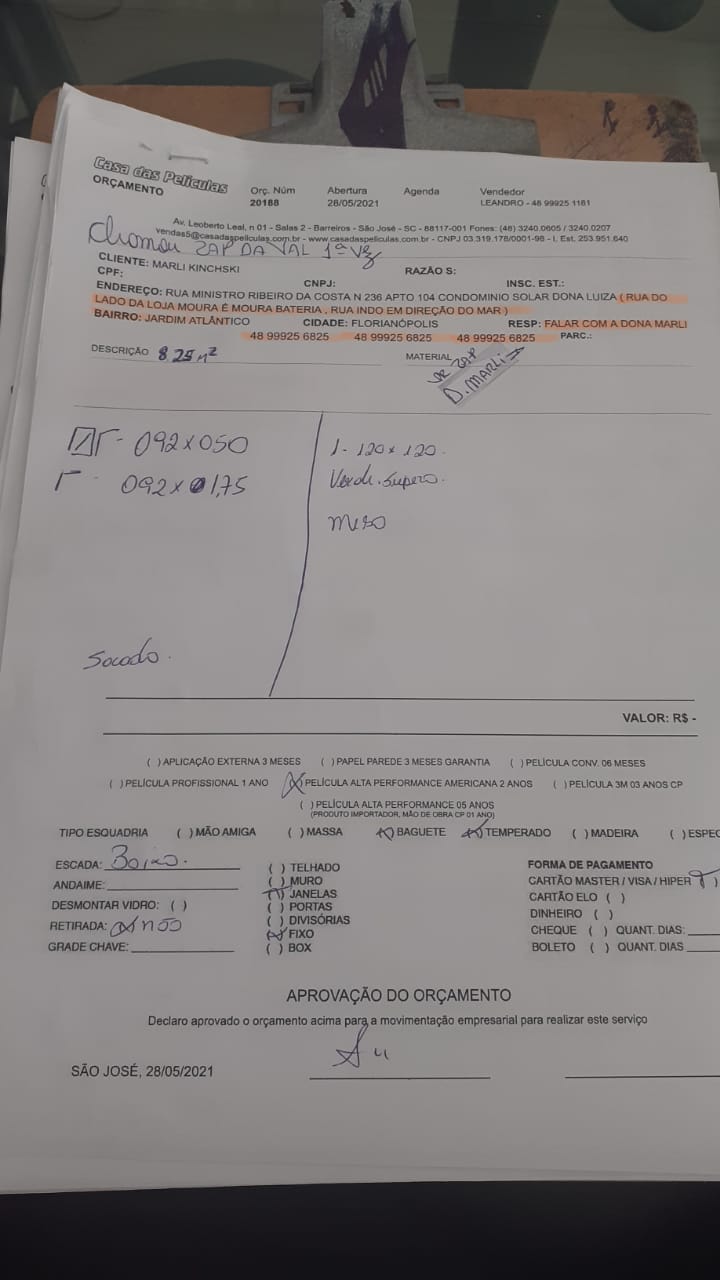 Casa das Películas
ORÇAMENTO
Orç. Núm Abertura Agenda Vendedor
20188 28/05/2021 LEANDRO - 48 99925 1161
Av. Leoberto Leal, n 01 - Salas 2 - Barreiros - São José - SC - 88117-001 Fones: (48) 3240.0605 / 3240.0207
vendas5@casadaspeliculas.com.br - www.casadaspeliculas.com.br - CNPJ 03.319.178/0001-96 - I. Est. 253.951.640
chamou ZAP DA VAL 1ª Vez
CLIENTE: MARLI KINCHSKI RAZÃO S:
CPF: CNPJ: INSC. EST.:
ENDEREÇO: RUA MINISTRO RIBEIRO DA COSTA N 236 APTO 104 CONDOMINIO SOLAR DONA LUIZA ( RUA DO
LADO DA LOJA MOURA É MOURA BATERIA , RUA INDO EM DIREÇÃO DO MAR )
BAIRRO: JARDIM ATLÂNTICO CIDADE: FLORIANÓPOLIS RESP: FALAR COM A DONA MARLI
48 99925 6825 48 99925 6825 48 99925 6825 PARC.:
DESCRIÇÃO 8.25 m² MATERIAL
ZAP
D. MARLi
092x050
1- 120x120.
092x 1,75
Verde.
Sacada.
VALOR: R$ -
( ) APLICAÇÃO EXTERNA 3 MESES ( ) PAPEL PAREDE 3 MESES GARANTIA ( ) PELÍCULA CONV. 06 MESES
( ) PELÍCULA PROFISSIONAL 1 ANO (X) PELÍCULA ALTA PERFORMANCE AMERICANA 2 ANOS ( ) PELÍCULA 3M 03 ANOS CP
( ) PELÍCULA ALTA PERFORMANCE 05 ANOS
(PRODUTO IMPORTADOR, MÃO DE OBRA CP 01 ANO)
TIPO ESQUADRIA ( ) MÃO AMIGA ( ) MASSA (X) BAGUETE (X) TEMPERADO ( ) MADEIRA ( ) ESPEC
ESCADA:
ANDAIME:
DESMONTAR VIDRO: ( )
RETIRADA: (X) não
GRADE CHAVE:
( ) TELHADO
( ) MURO
(X) JANELAS
( ) PORTAS
( ) DIVISÓRIAS
(X) FIXO
( ) BOX
FORMA DE PAGAMENTO
CARTÃO MASTER / VISA / HIPER ( )
CARTÃO ELO ( )
DINHEIRO ( )
CHEQUE ( ) QUANT. DIAS:
BOLETO ( ) QUANT. DIAS
APROVAÇÃO DO ORÇAMENTO
Declaro aprovado o orçamento acima para a movimentação empresarial para realizar este serviço
SÃO JOSÉ, 28/05/2021